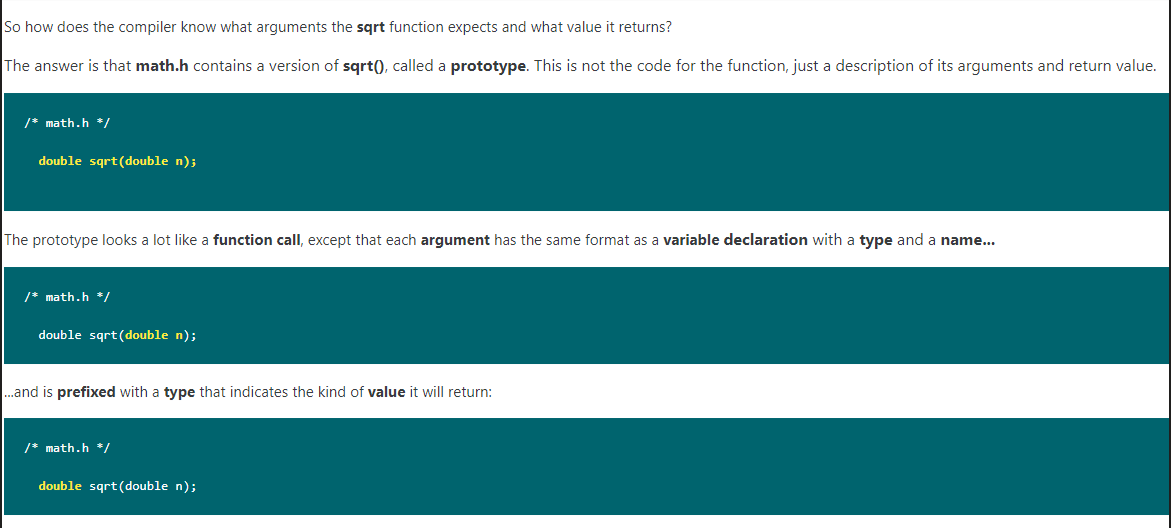 So how does the compiler know what arguments the sqrt function expects and what value it returns?
The answer is that math.h contains a version of sqrt(), called a prototype. This is not the code for the function, just a description of its arguments and return value.
/* math.h */
double sqrt(double n);
The prototype looks a lot like a function call, except that each argument has the same format as a variable declaration with a type and a name...
/* math.h */
double sqrt(double n);
...and is prefixed with a type that indicates the kind of value it will return:
/* math.h */
double sqrt(double n);